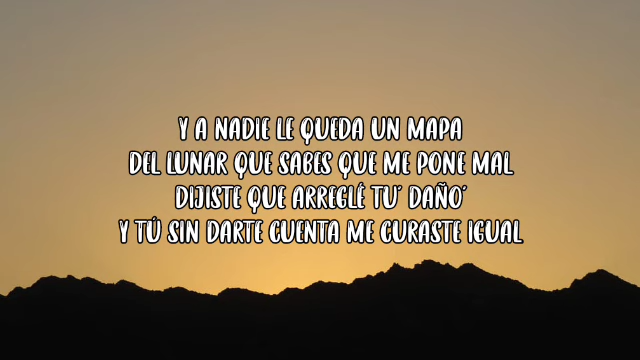 Y A NADIE LE QUEDA UN MAPA
DEL LUNAR QUE SABES QUE ME PONE MAL
DIJISTE QUE ARREGLÉ TU' DAÑO'
Y TÚ SIN DARTE CUENTA ME CURASTE IGUAL